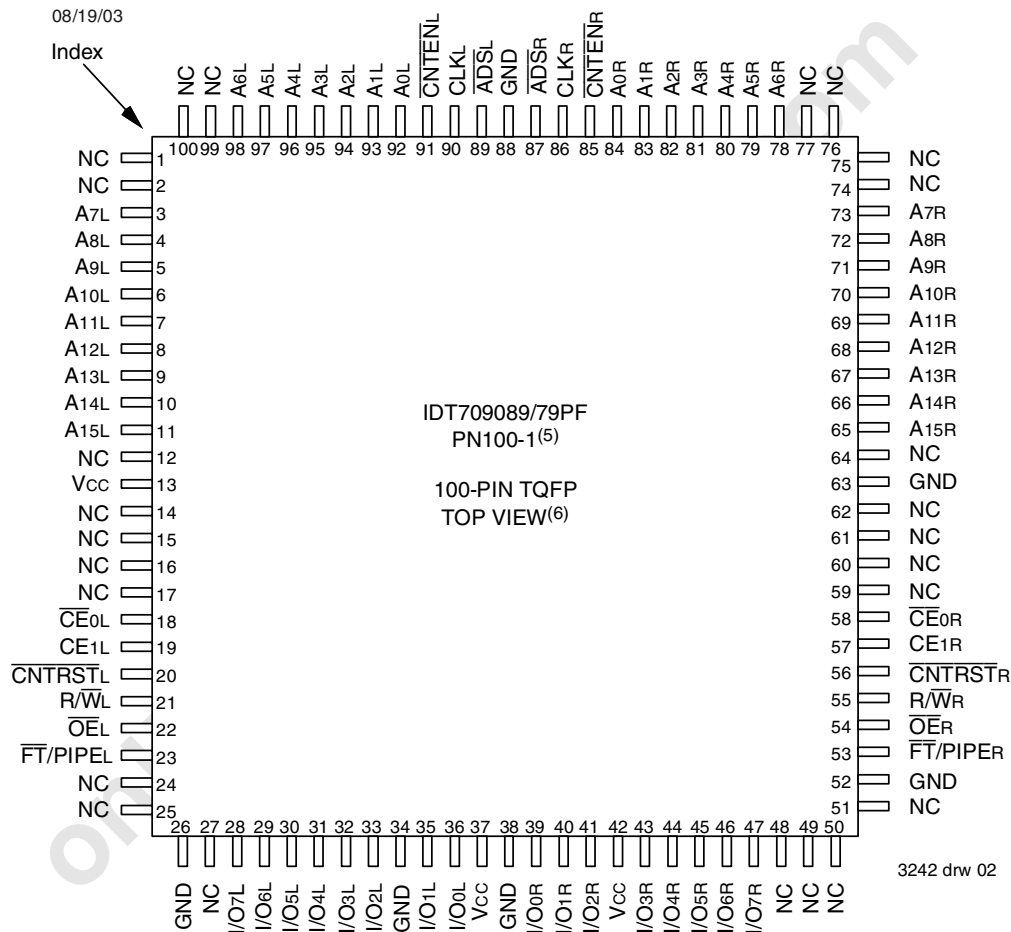 08/19/03
Index
NC NC A6L A5L A4L A3L A2L A1L A0L CNTENL CLKL ADSL GND ADSR CLKR CNTENR A0R A1R A2R A3R A4R A5R A6R NC NC
100 99 98 97 96 95 94 93 92 91 90 89 88 87 86 85 84 83 82 81 80 79 78 77 76
NC 1 75 NC
NC 2 74 NC
A7L 3 73 A7R
A8L 4 72 A8R
A9L 5 71 A9R
A10L 6 70 A10R
A11L 7 69 A11R
A12L 8 68 A12R
A13L 9 67 A13R
A14L 10 66 A14R
A15L 11 65 A15R
NC 12 64 NC
VCC 13 63 GND
NC 14 62 NC
NC 15 61 NC
NC 16 60 NC
NC 17 59 NC
CE0L 18 58 CE0R
CE1L 19 57 CE1R
CNTRSTL 20 56 CNTRSTR
R/WL 21 55 R/WR
OEL 22 54 OER
FT/PIPEL 23 53 FT/PIPER
NC 24 52 GND
NC 25 51 NC
IDT709089/79PF
PN100-1(5)
100-PIN TQFP
TOP VIEW(6)
26 27 28 29 30 31 32 33 34 35 36 37 38 39 40 41 42 43 44 45 46 47 48 49 50
GND NC I/O7L I/O6L I/O5L I/O4L I/O3L I/O2L GND I/O1L I/O0L VCC GND I/O0R I/O1R I/O2R VCC I/O3R I/O4R I/O5R I/O6R I/O7R NC NC NC
3242 drw 02